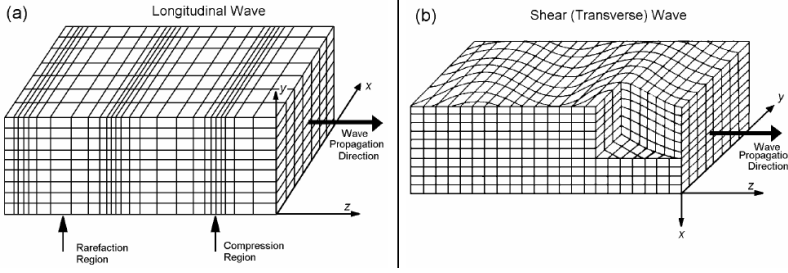 (a)
Longitudinal Wave
y
x
Wave
Propagation
Direction
z
Rarefaction
Region
Compression
Region
(b)
Shear (Transverse) Wave
y
Wave
Propagatio
Direction
z
x